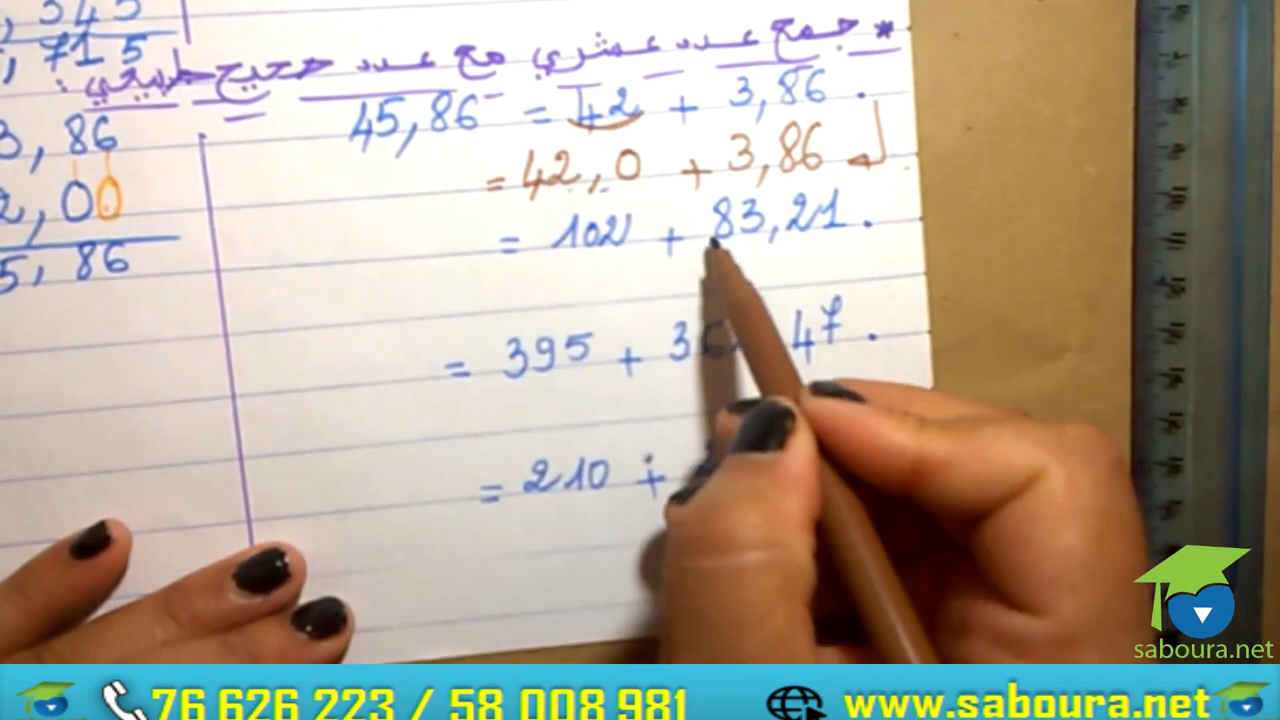 ,543
,715
* جمع عدد عشري مع عدد صحيح طبيعي :
45,86 = 42 + 3,86 .
= 42,0 + 3,86
= 102 + 83,21 .
= 395 + 36 47 .
= 210 +
3,86
2,00
5,86
saboura.net
76 626 223 / 58 008 981
www.saboura.net